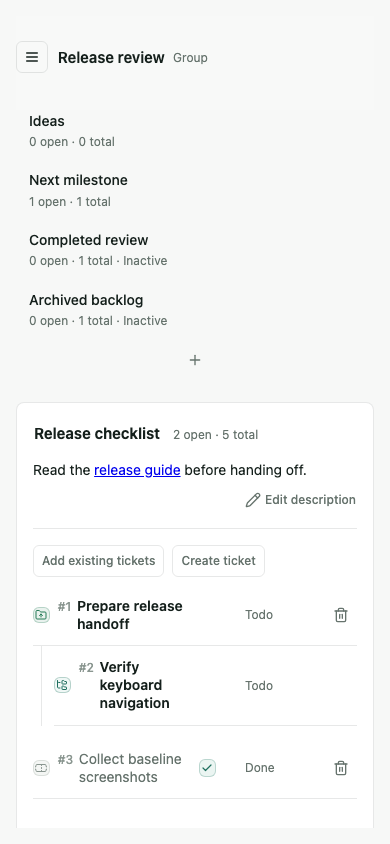 Release review Group
Ideas
0 open · 0 total
Next milestone
1 open · 1 total
Completed review
0 open · 1 total · Inactive
Archived backlog
0 open · 1 total · Inactive
Release checklist 2 open · 5 total
Read the release guide before handing off.
Edit description
Add existing tickets Create ticket
#1 Prepare release Todo
handoff
#2 Verify
keyboard Todo
navigation
#3 Collect baseline Done
screenshots